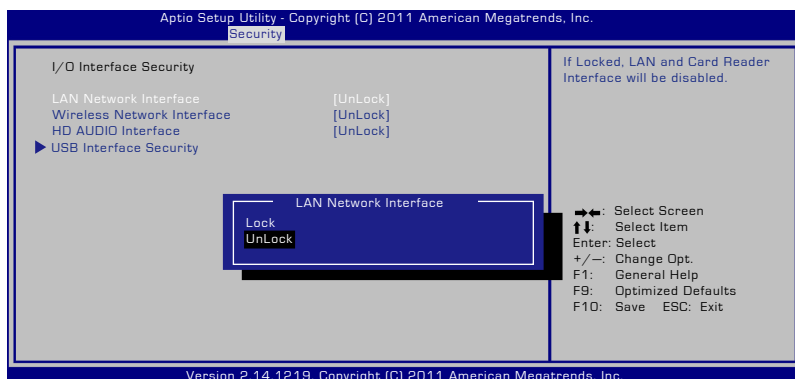 Aptio Setup Utility - Copyright (C) 2011 American Megatrends, Inc.
Security
I/O Interface Security
LAN Network Interface [UnLock]
Wireless Network Interface [UnLock]
HD AUDIO Interface [UnLock]
USB Interface Security
If Locked, LAN and Card Reader
Interface will be disabled.
LAN Network Interface
Lock
UnLock
→←: Select Screen
↑↓: Select Item
Enter: Select
+/—: Change Opt.
F1: General Help
F9: Optimized Defaults
F10: Save ESC: Exit
Version 2.14.1219. Copyright (C) 2011 American Megatrends, Inc.